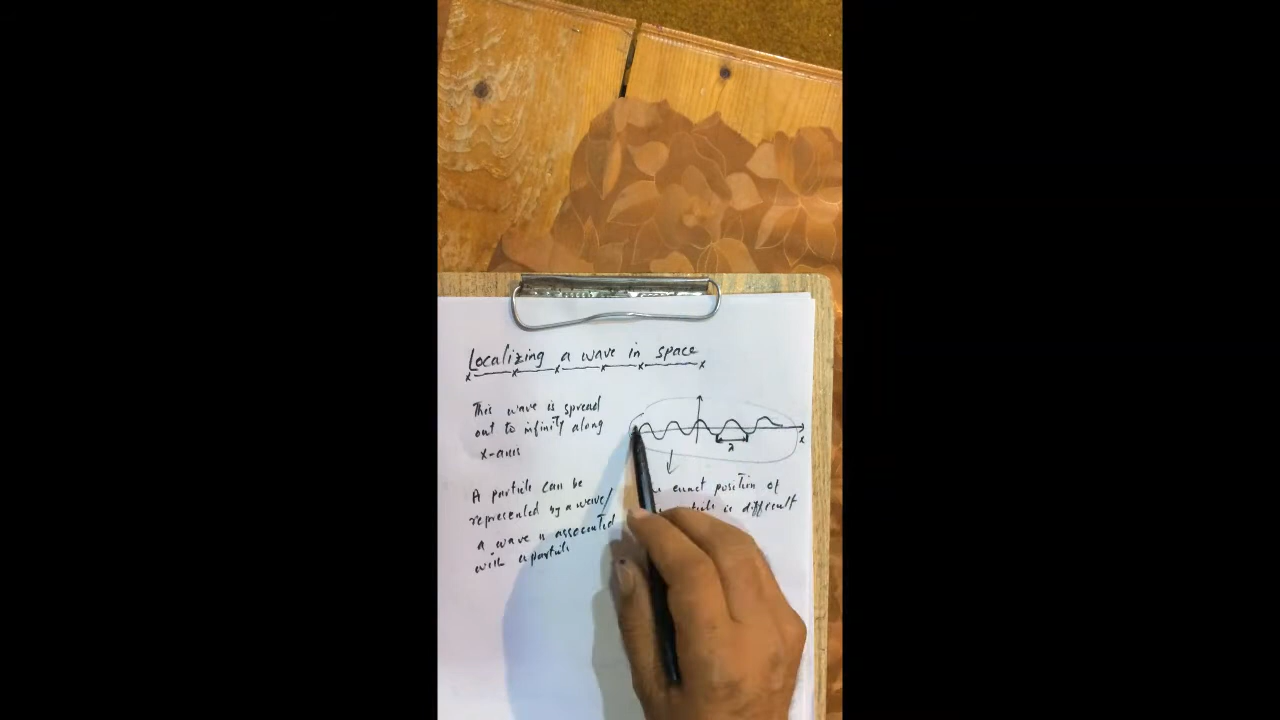 Localizing a wave in space
This wave is spread
out to infinity along
x-axis
λ
x
A particle can be
represented by a wave/
a wave is associated
with a particle
exact position of
is difficult